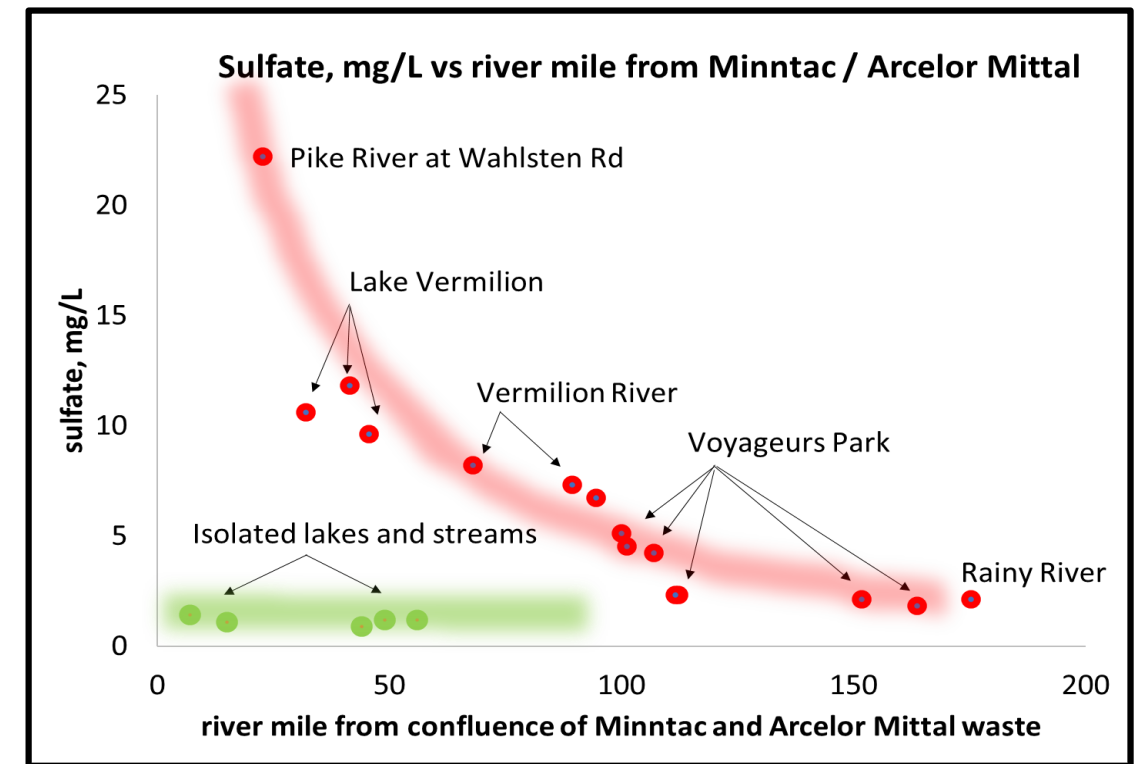 Sulfate, mg/L vs river mile from Minntac / Arcelor Mittal
25
Pike River at Wahlsten Rd
20
Lake Vermilion
15
sulfate, mg/L
Vermilion River
10
Voyageurs Park
5
Isolated lakes and streams
Rainy River
0
0 50 100 150 200
river mile from confluence of Minntac and Arcelor Mittal waste